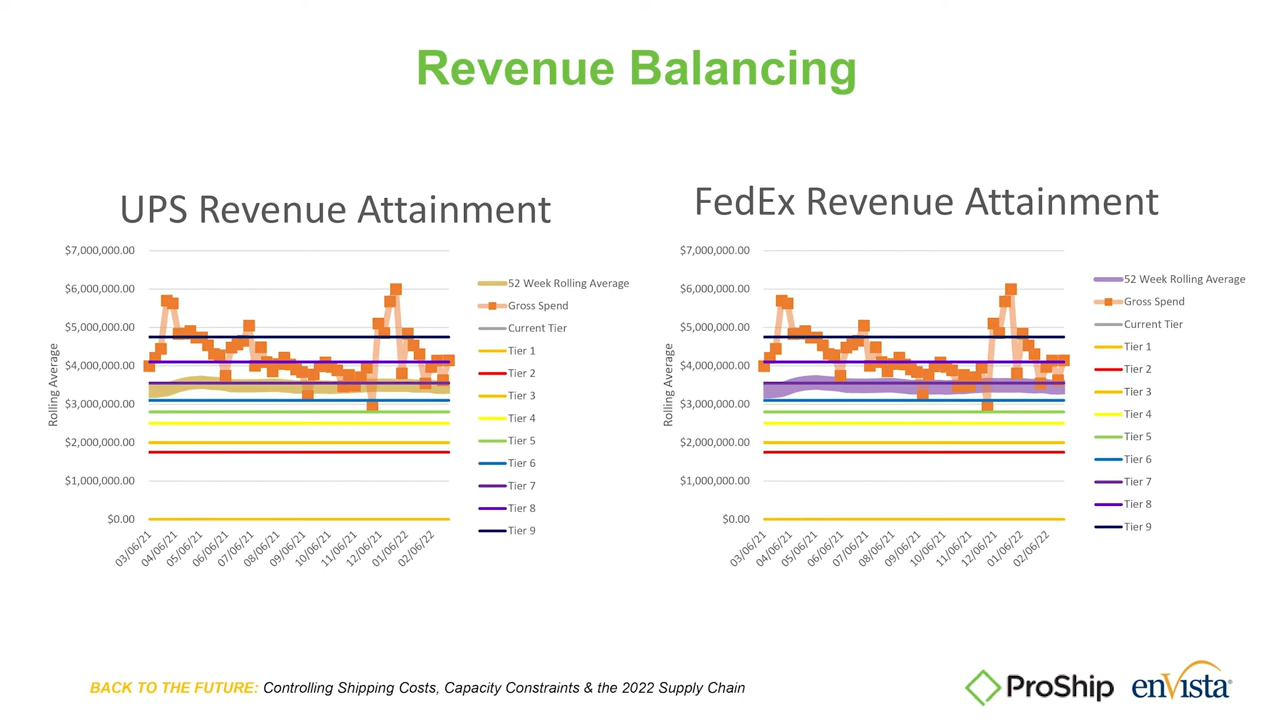 Revenue Balancing
UPS Revenue Attainment
$7,000,000.00
$6,000,000.00
$5,000,000.00
$4,000,000.00
$3,000,000.00
$2,000,000.00
$1,000,000.00
$0.00
Rolling Average
03/06/21
04/06/21
05/06/21
06/06/21
07/06/21
08/06/21
09/06/21
10/06/21
11/06/21
12/06/21
01/06/22
02/06/22
52 Week Rolling Average
Gross Spend
Current Tier
Tier 1
Tier 2
Tier 3
Tier 4
Tier 5
Tier 6
Tier 7
Tier 8
Tier 9
FedEx Revenue Attainment
$7,000,000.00
$6,000,000.00
$5,000,000.00
$4,000,000.00
$3,000,000.00
$2,000,000.00
$1,000,000.00
$0.00
Rolling Average
03/06/21
04/06/21
05/06/21
06/06/21
07/06/21
08/06/21
09/06/21
10/06/21
11/06/21
12/06/21
01/06/22
02/06/22
52 Week Rolling Average
Gross Spend
Current Tier
Tier 1
Tier 2
Tier 3
Tier 4
Tier 5
Tier 6
Tier 7
Tier 8
Tier 9
BACK TO THE FUTURE: Controlling Shipping Costs, Capacity Constraints & the 2022 Supply Chain
ProShip
enVista®